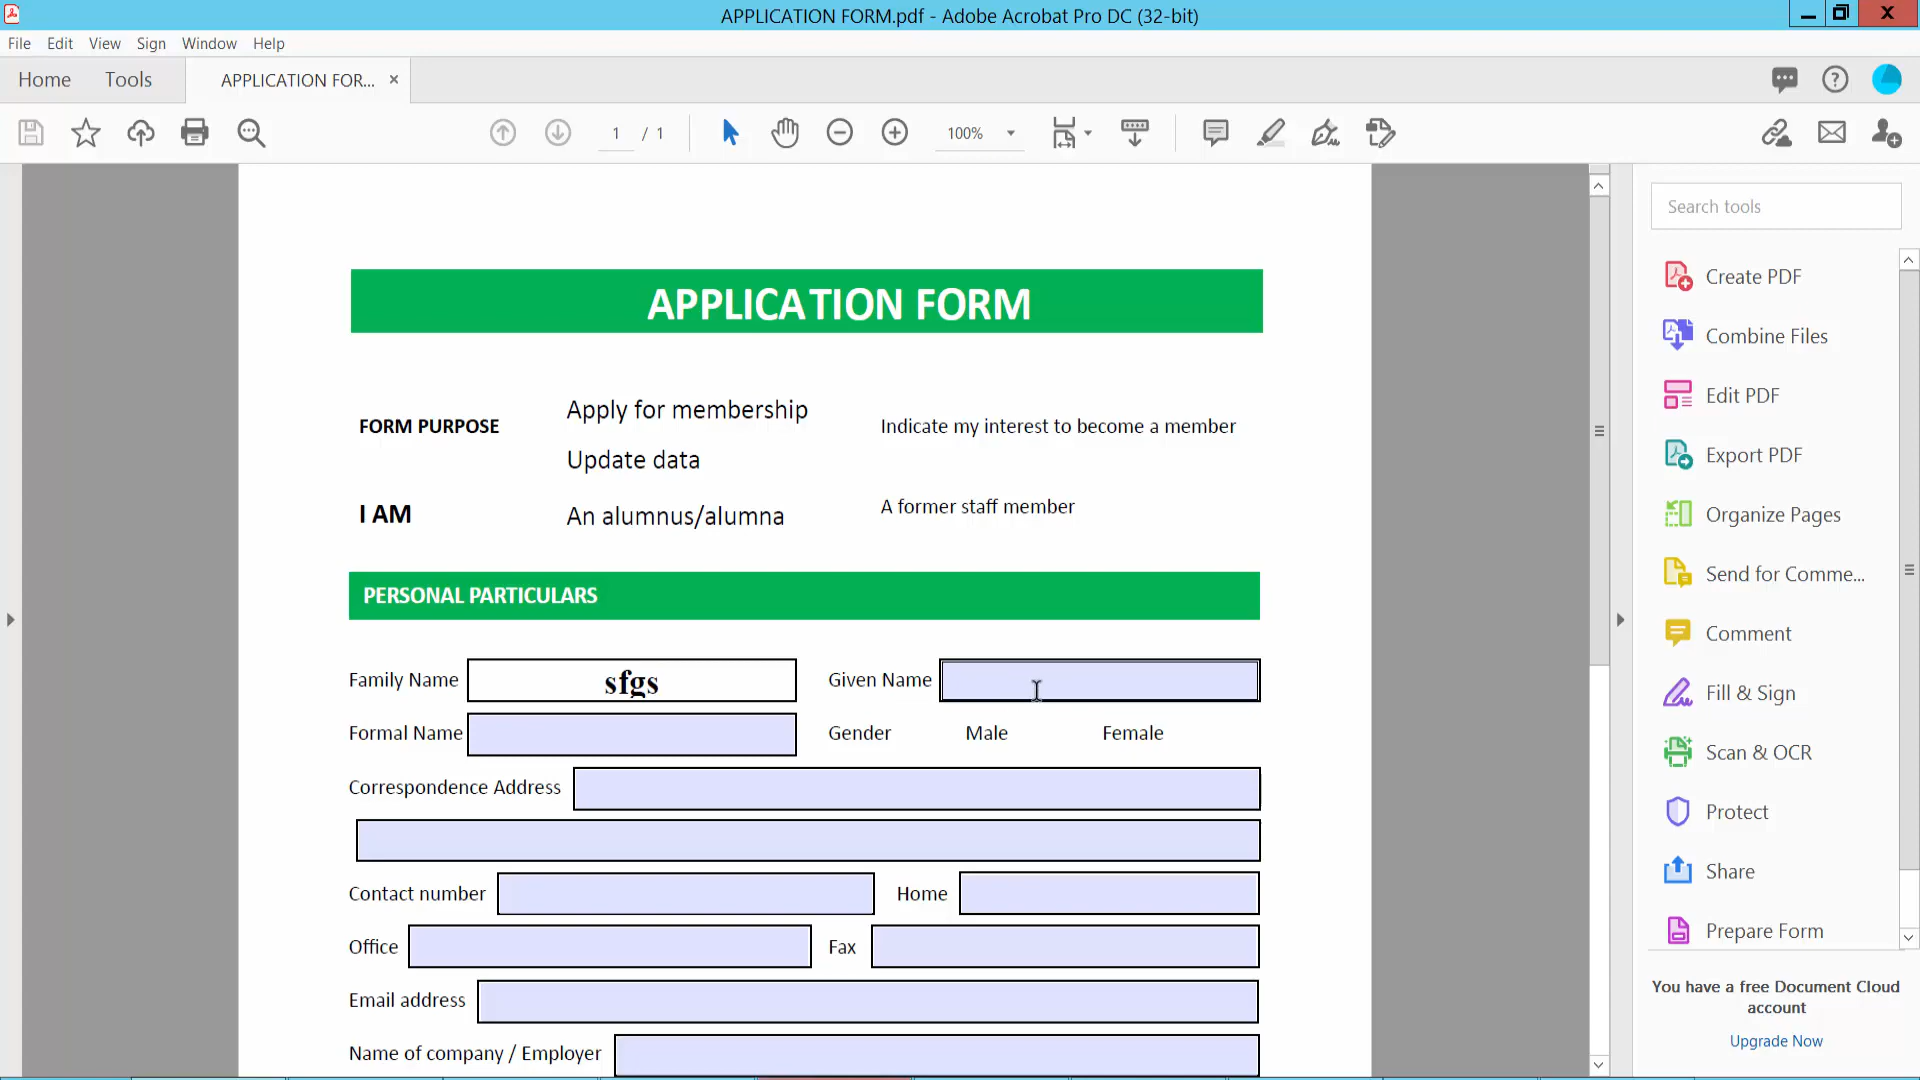 APPLICATION FORM.pdf - Adobe Acrobat Pro DC (32-bit)
File Edit View Sign Window Help
Home Tools APPLICATION FOR... ×
1 / 1 100%
Search tools
Create PDF
Combine Files
Edit PDF
Export PDF
Organize Pages
Send for Comme...
Comment
Fill & Sign
Scan & OCR
Protect
Share
Prepare Form
You have a free Document Cloud
account
Upgrade Now
APPLICATION FORM
FORM PURPOSE Apply for membership Indicate my interest to become a member
Update data
I AM An alumnus/alumna A former staff member
PERSONAL PARTICULARS
Family Name sfgs Given Name
Formal Name Gender Male Female
Correspondence Address
Contact number Home
Office Fax
Email address
Name of company / Employer